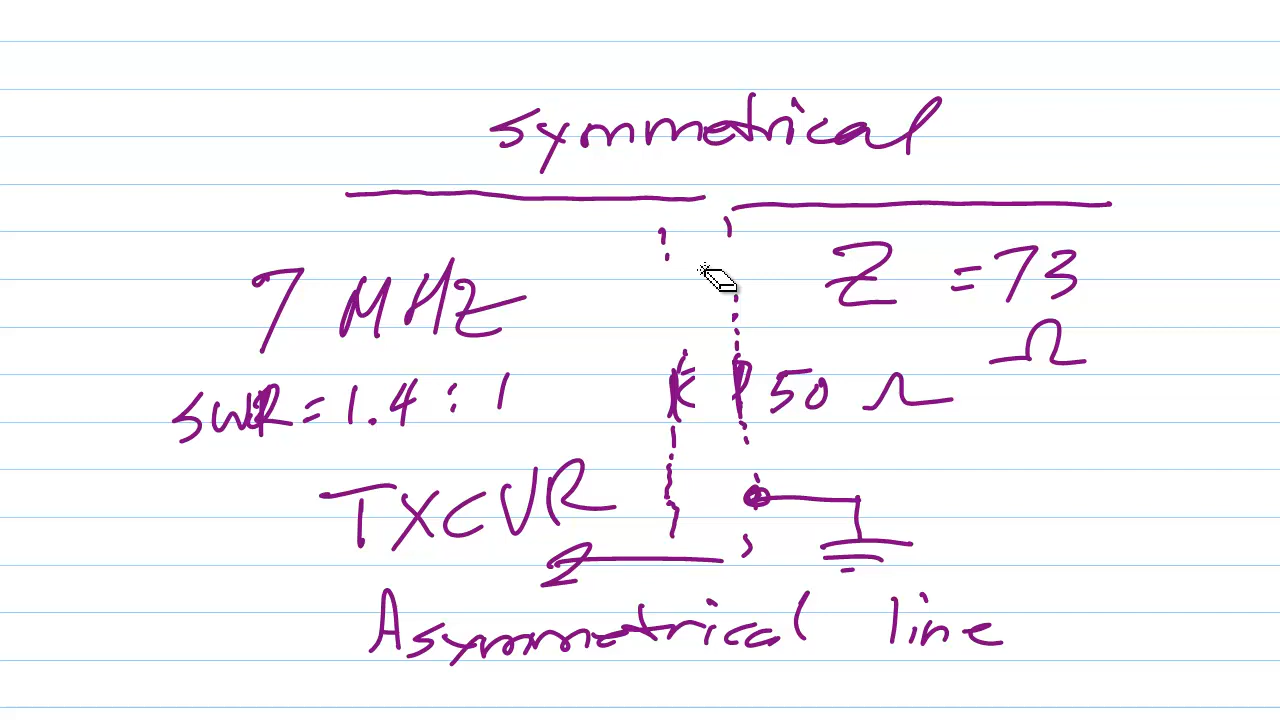 symmetrical
7 MHz
Z = 73
Ω
SWR = 1.4 : 1
50 Ω
TXCVR
Z
Asymmetrical line